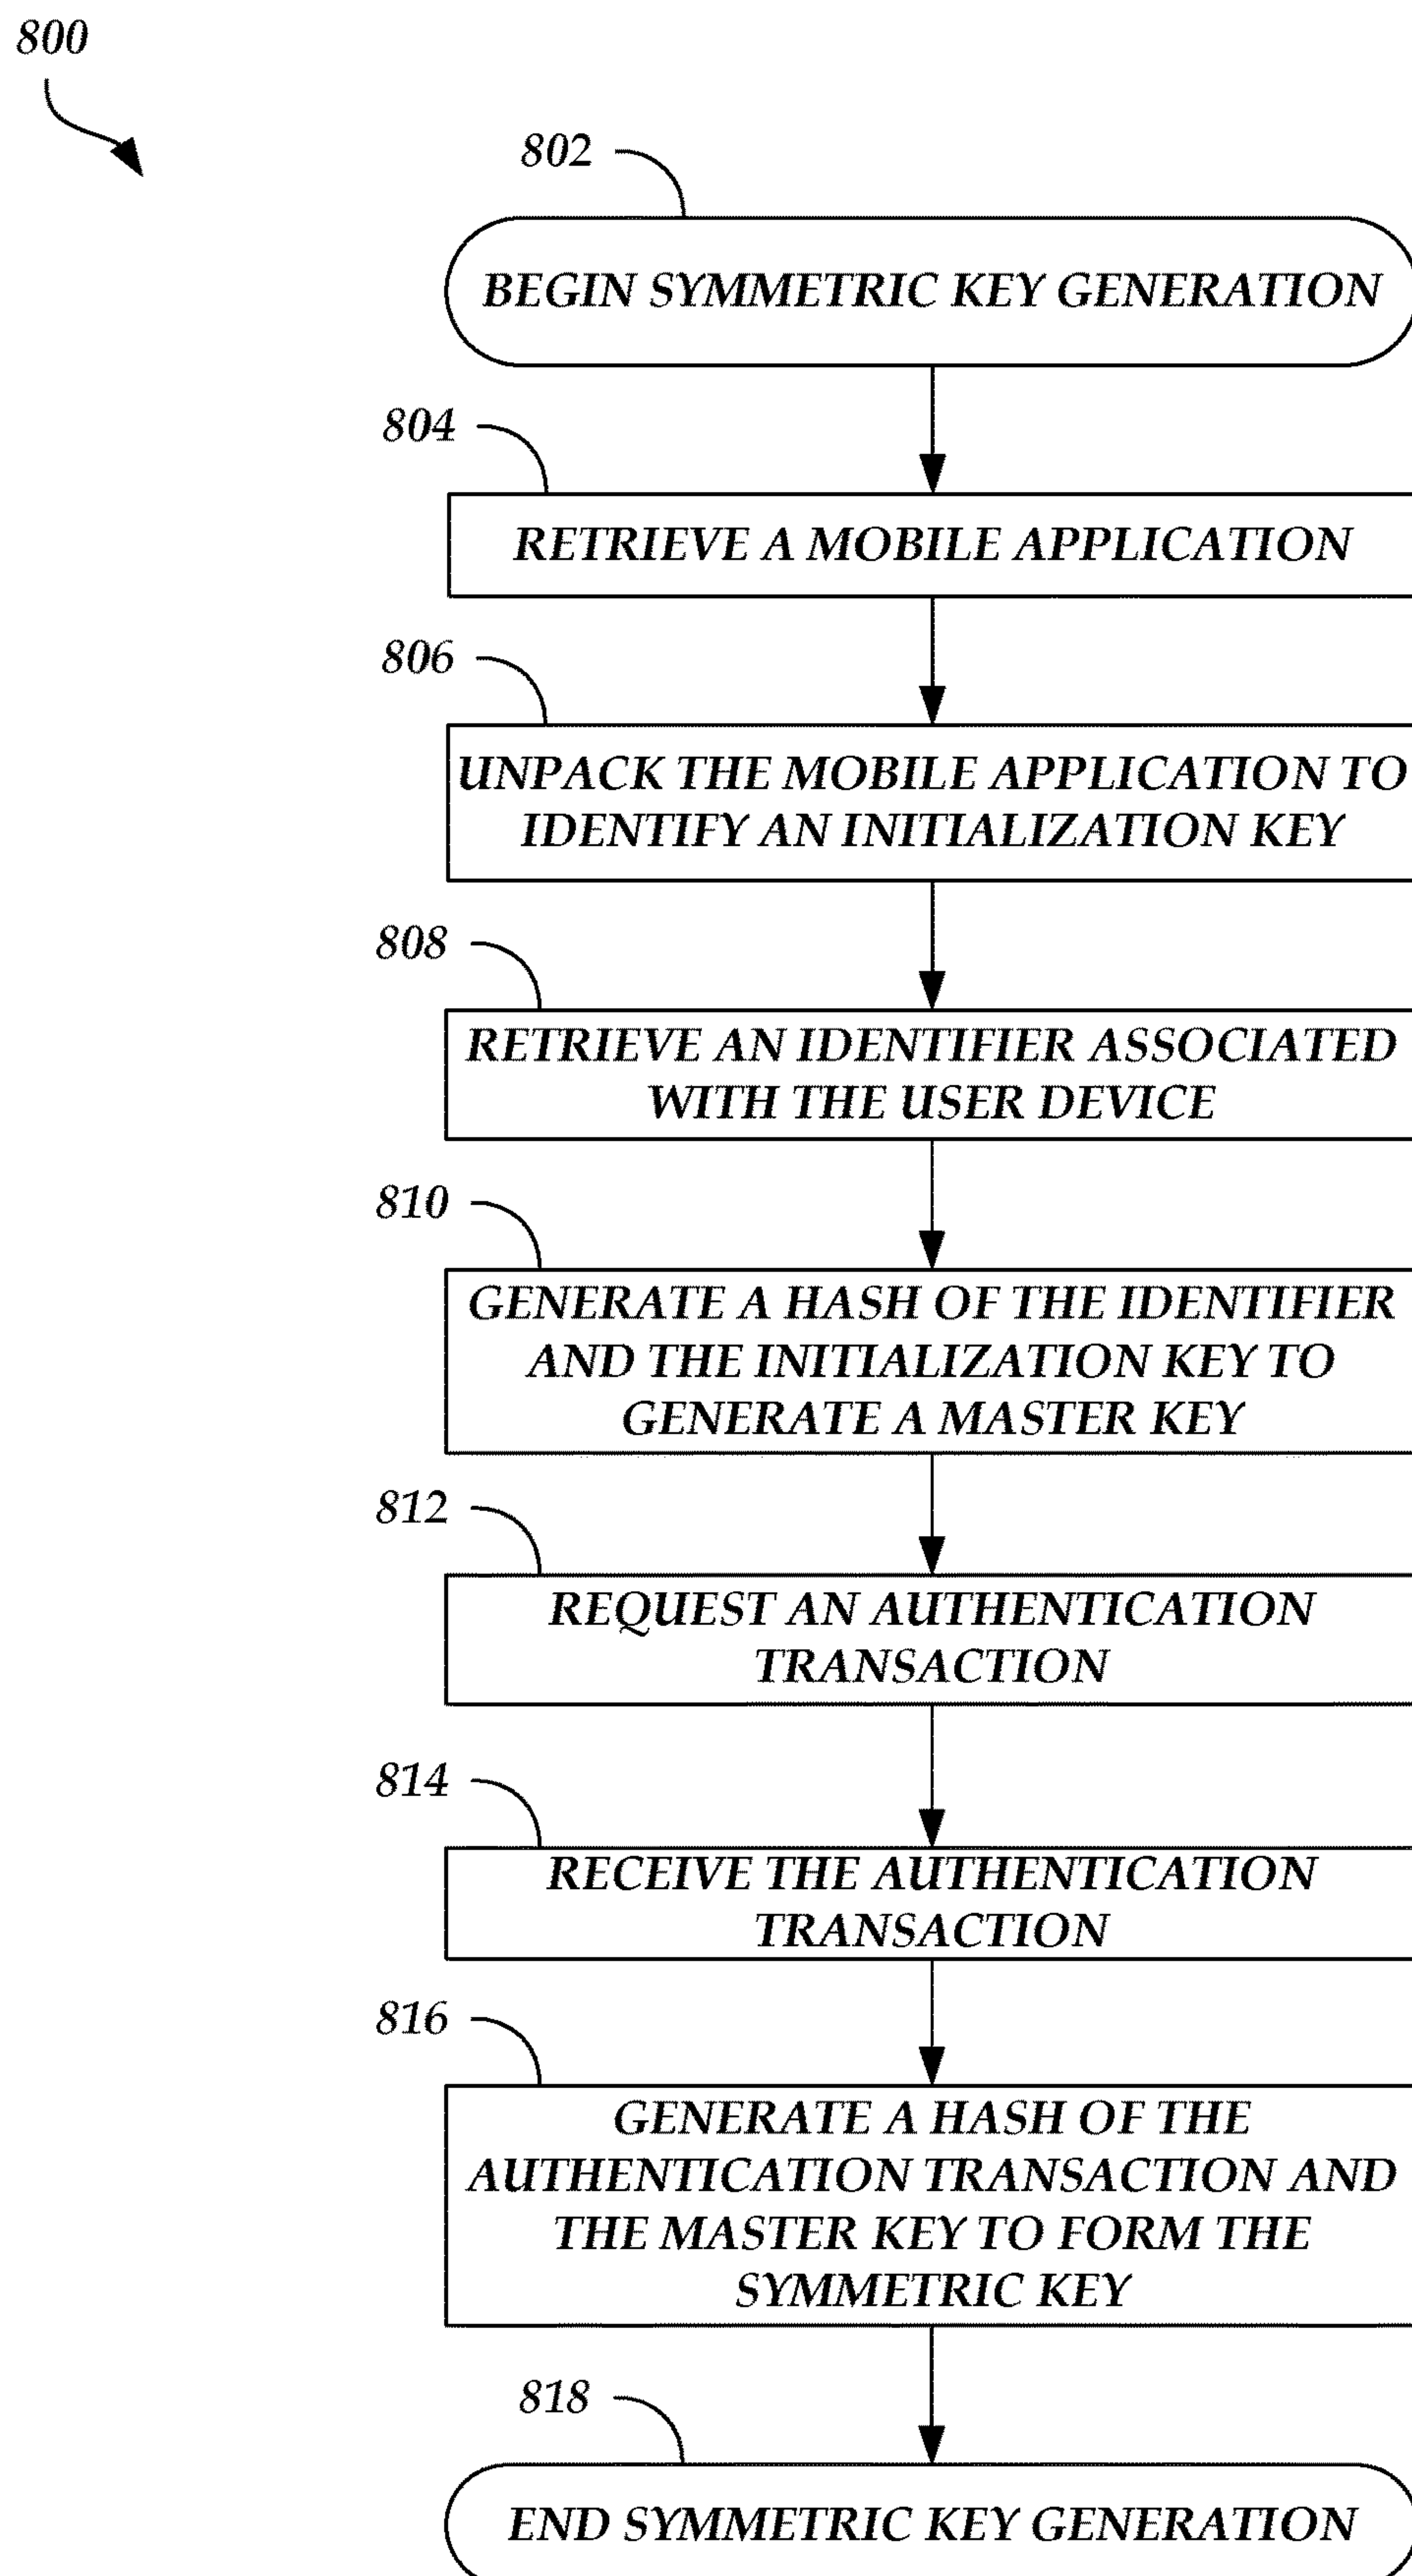 800
802
BEGIN SYMMETRIC KEY GENERATION
804
RETRIEVE A MOBILE APPLICATION
806
UNPACK THE MOBILE APPLICATION TO
IDENTIFY AN INITIALIZATION KEY
808
RETRIEVE AN IDENTIFIER ASSOCIATED
WITH THE USER DEVICE
810
GENERATE A HASH OF THE IDENTIFIER
AND THE INITIALIZATION KEY TO
GENERATE A MASTER KEY
812
REQUEST AN AUTHENTICATION
TRANSACTION
814
RECEIVE THE AUTHENTICATION
TRANSACTION
816
GENERATE A HASH OF THE
AUTHENTICATION TRANSACTION AND
THE MASTER KEY TO FORM THE
SYMMETRIC KEY
818
END SYMMETRIC KEY GENERATION